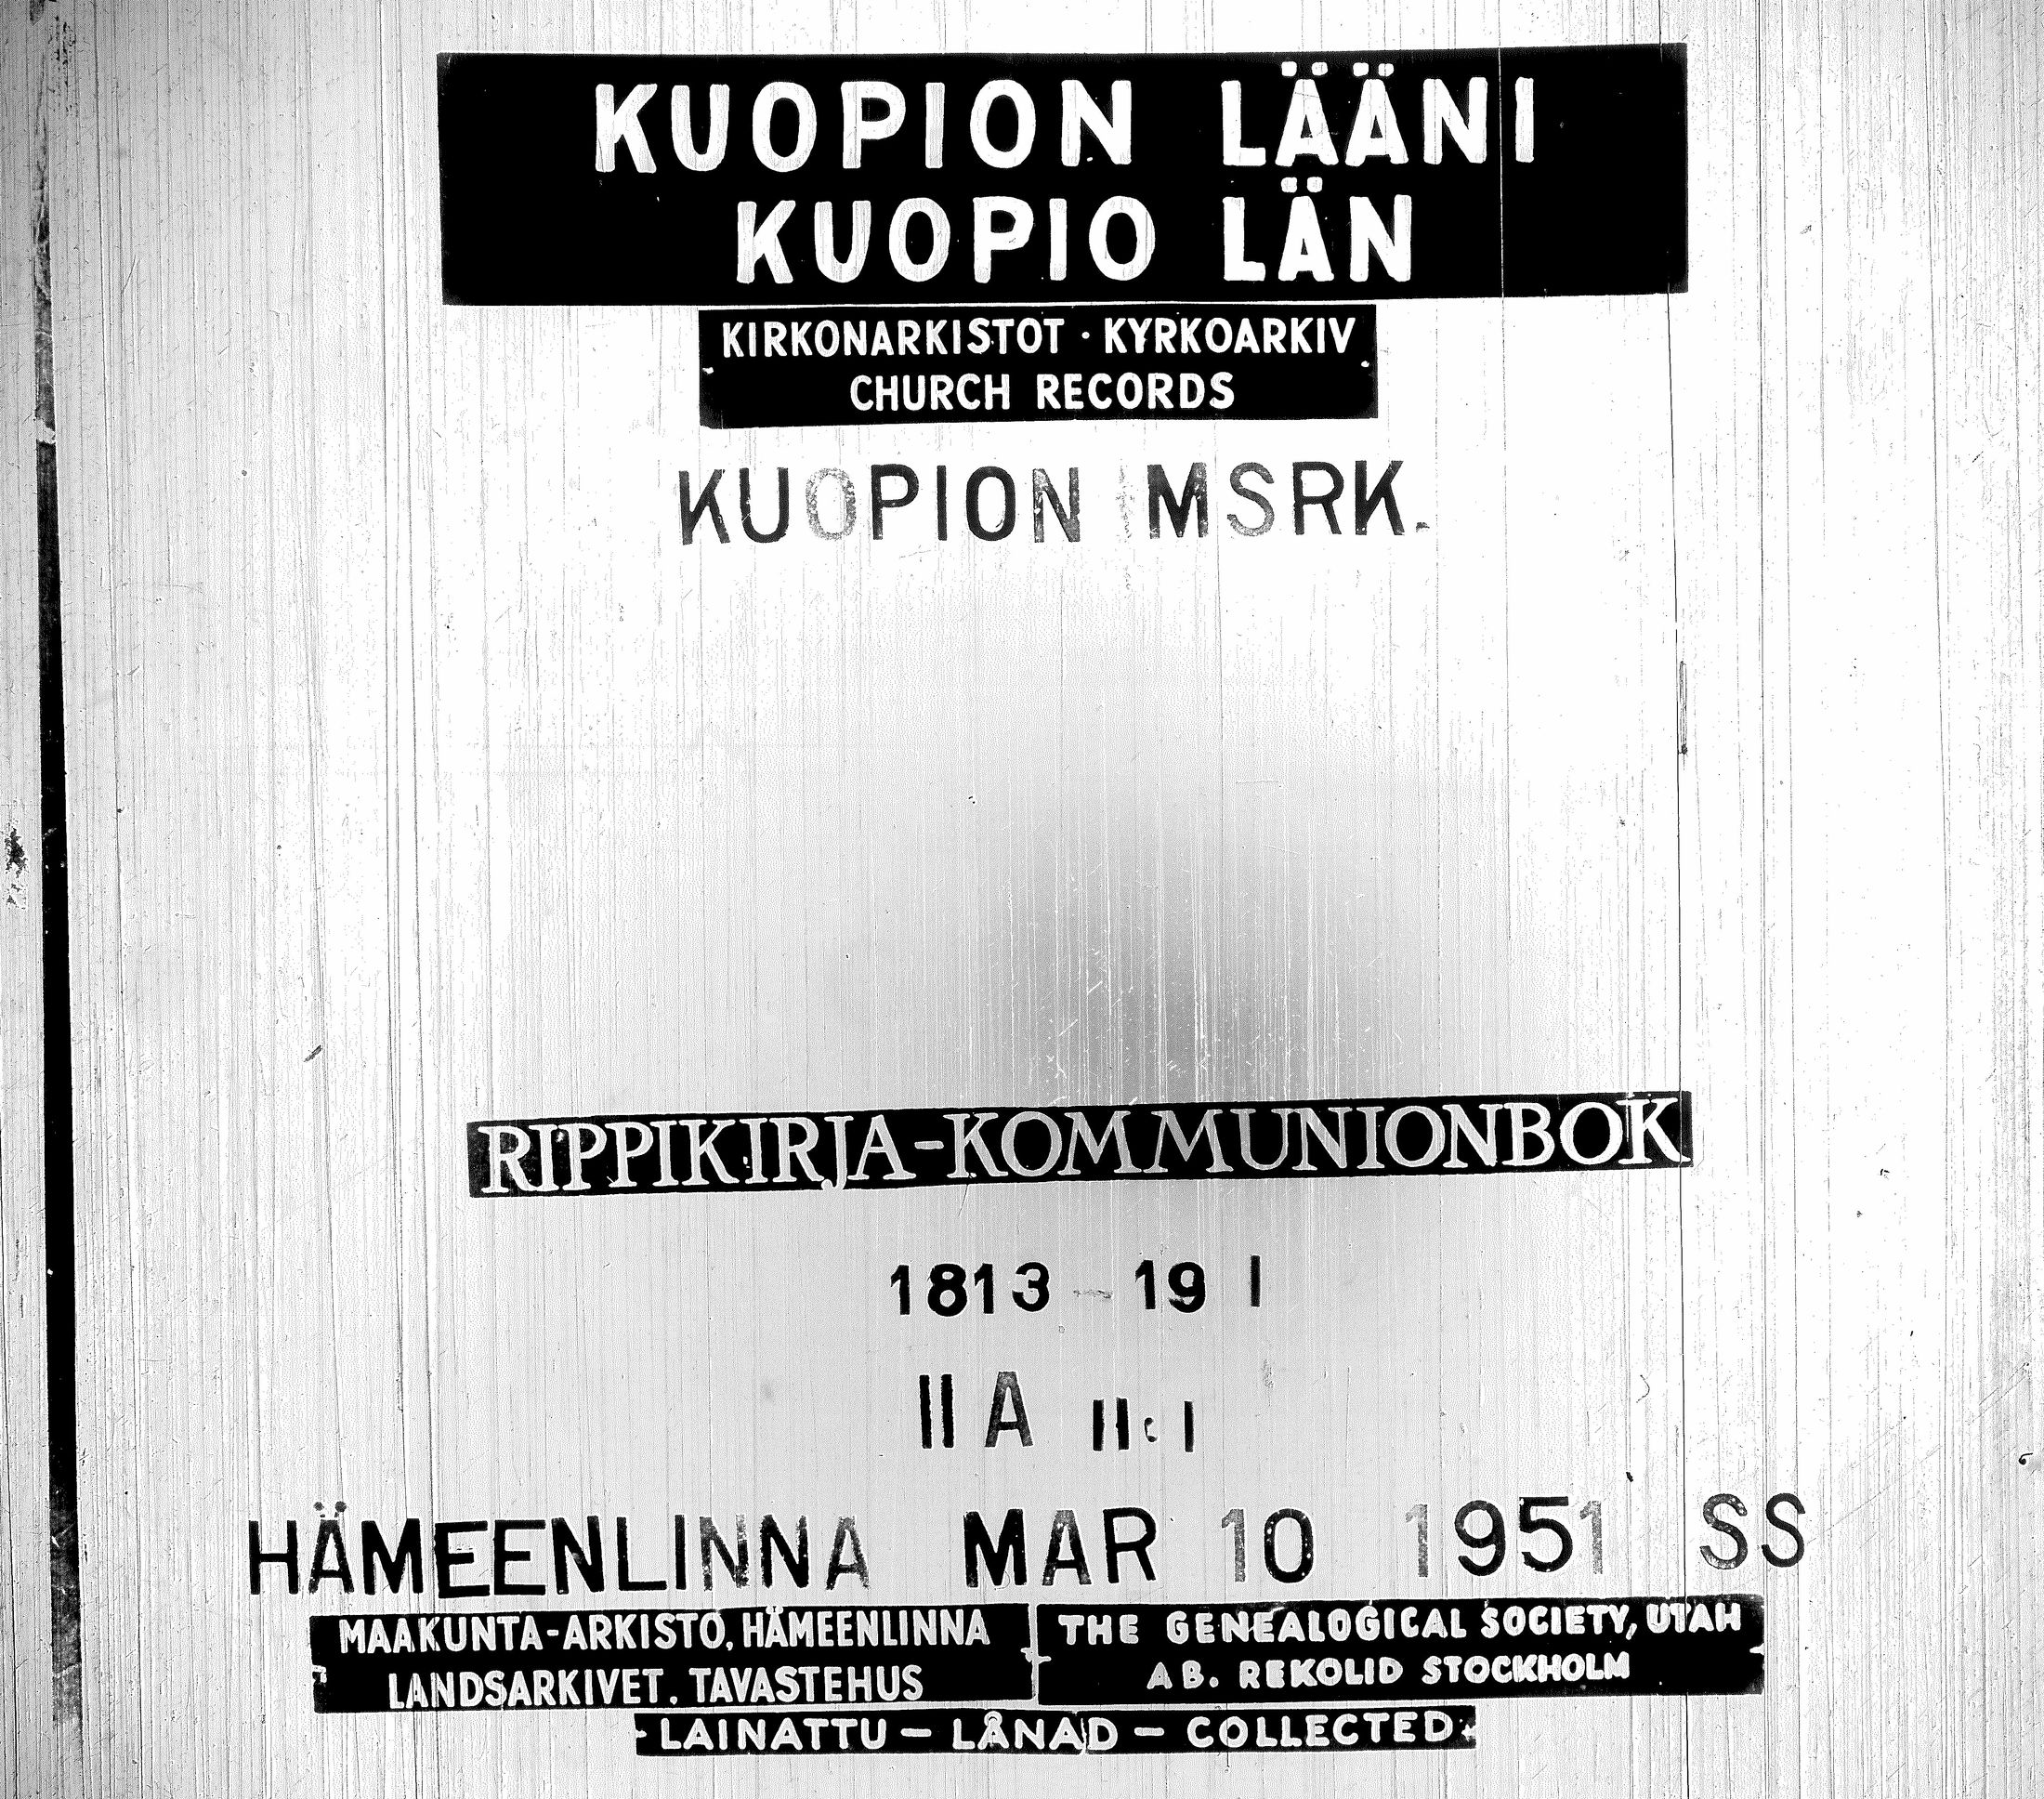 KUOPION LÄÄNI
KUOPIO LÄN
KIRKONARKISTOT · KYRKOARKIV
CHURCH RECORDS
KUOPION MSRK.
RIPPIKIRJA-KOMMUNIONBOK
1813 - 19 I
II A II:I
HÄMEENLINNA MAR 10 1951 SS
MAAKUNTA-ARKISTO, HÄMEENLINNA
LANDSARKIVET, TAVASTEHUS
THE GENEALOGICAL SOCIETY, UTAH
AB. REKOLID STOCKHOLM
LAINATTU – LÅNAD – COLLECTED